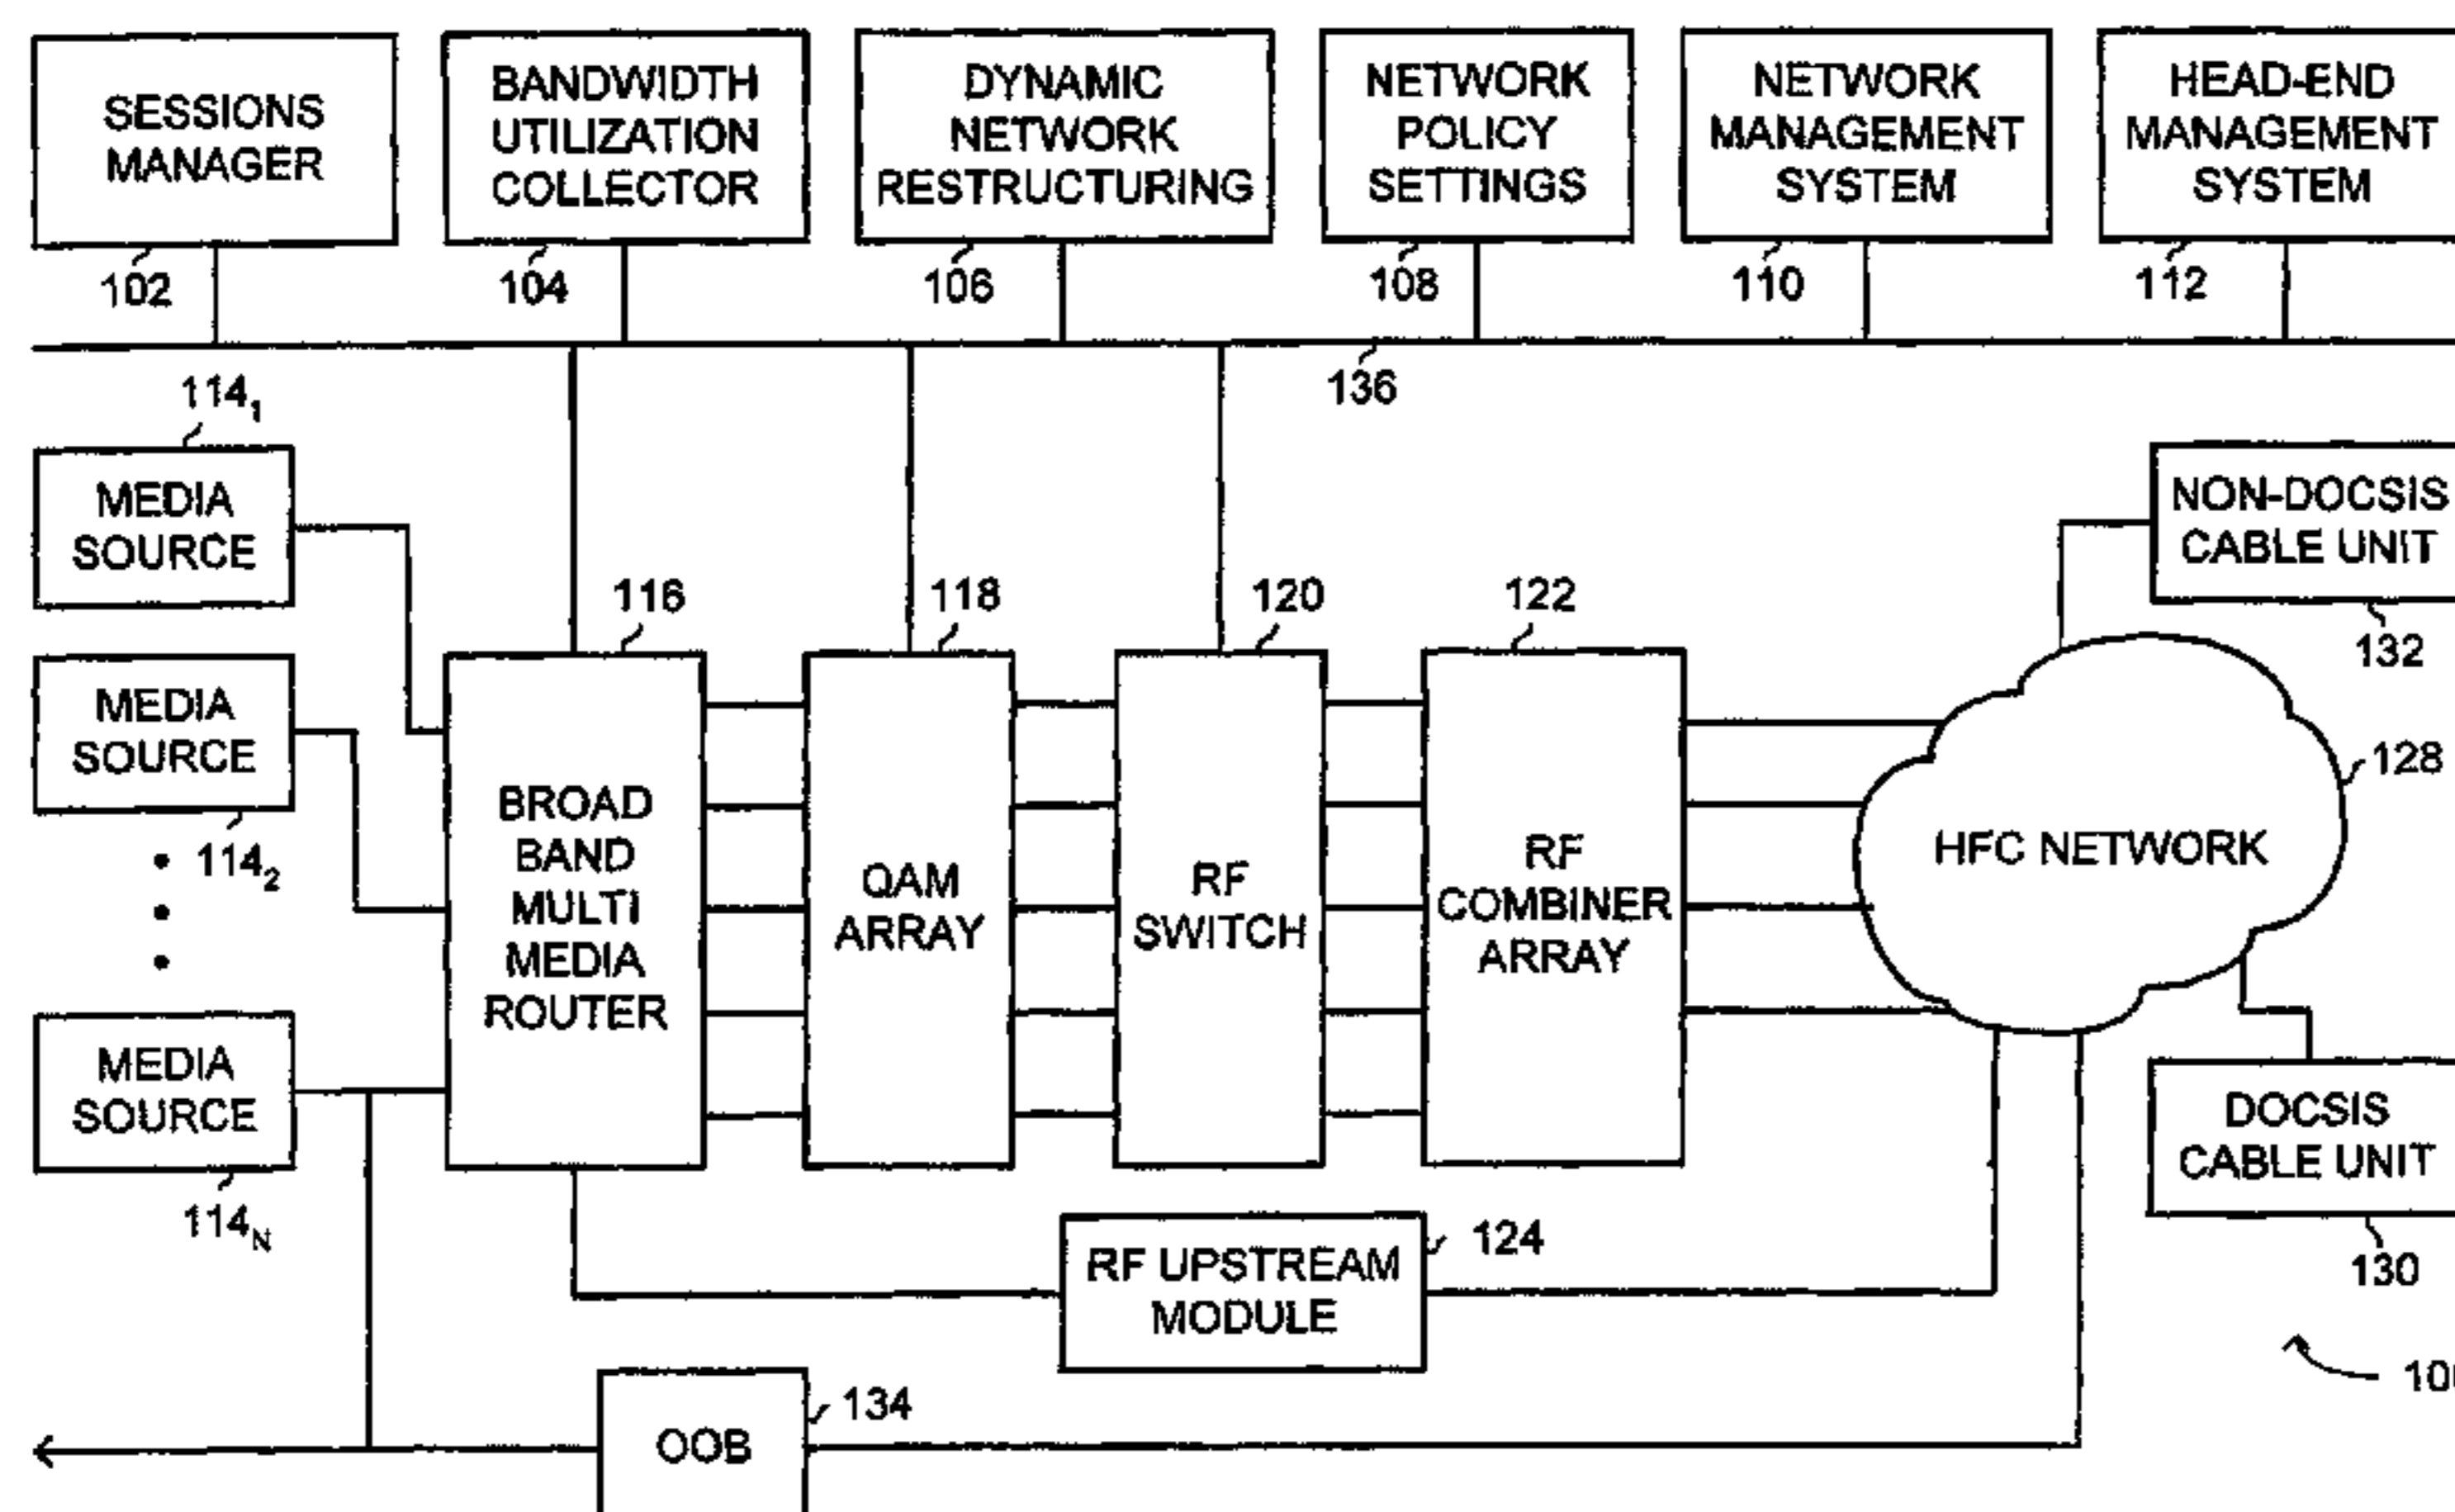 SESSIONS
MANAGER
102
BANDWIDTH
UTILIZATION
COLLECTOR
104
DYNAMIC
NETWORK
RESTRUCTURING
106
NETWORK
POLICY
SETTINGS
108
NETWORK
MANAGEMENT
SYSTEM
110
HEAD-END
MANAGEMENT
SYSTEM
112
136
114₁
MEDIA
SOURCE
MEDIA
SOURCE
114₂
MEDIA
SOURCE
114N
116
BROAD
BAND
MULTI
MEDIA
ROUTER
118
QAM
ARRAY
120
RF
SWITCH
122
RF
COMBINER
ARRAY
NON-DOCSIS
CABLE UNIT
132
128
HFC NETWORK
DOCSIS
CABLE UNIT
130
RF UPSTREAM
MODULE
124
OOB
134